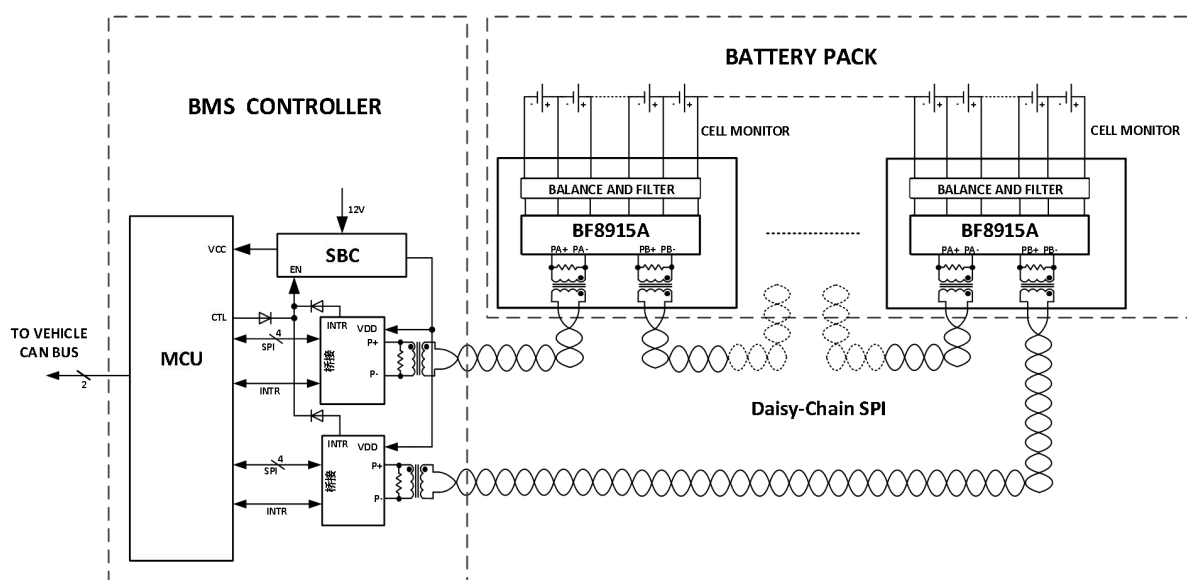 BATTERY PACK
BMS CONTROLLER
- + - + - + - +
- + - + - + - +
CELL MONITOR
CELL MONITOR
BALANCE AND FILTER
BALANCE AND FILTER
BF8915A
BF8915A
PA+ PA- PB+ PB-
PA+ PA- PB+ PB-
12V
VCC
SBC
EN
CTL
INTR
VDD
4
SPI
P+
桥接
P-
INTR
TO VEHICLE
CAN BUS
2
MCU
Daisy-Chain SPI
INTR
VDD
4
SPI
P+
桥接
P-
INTR